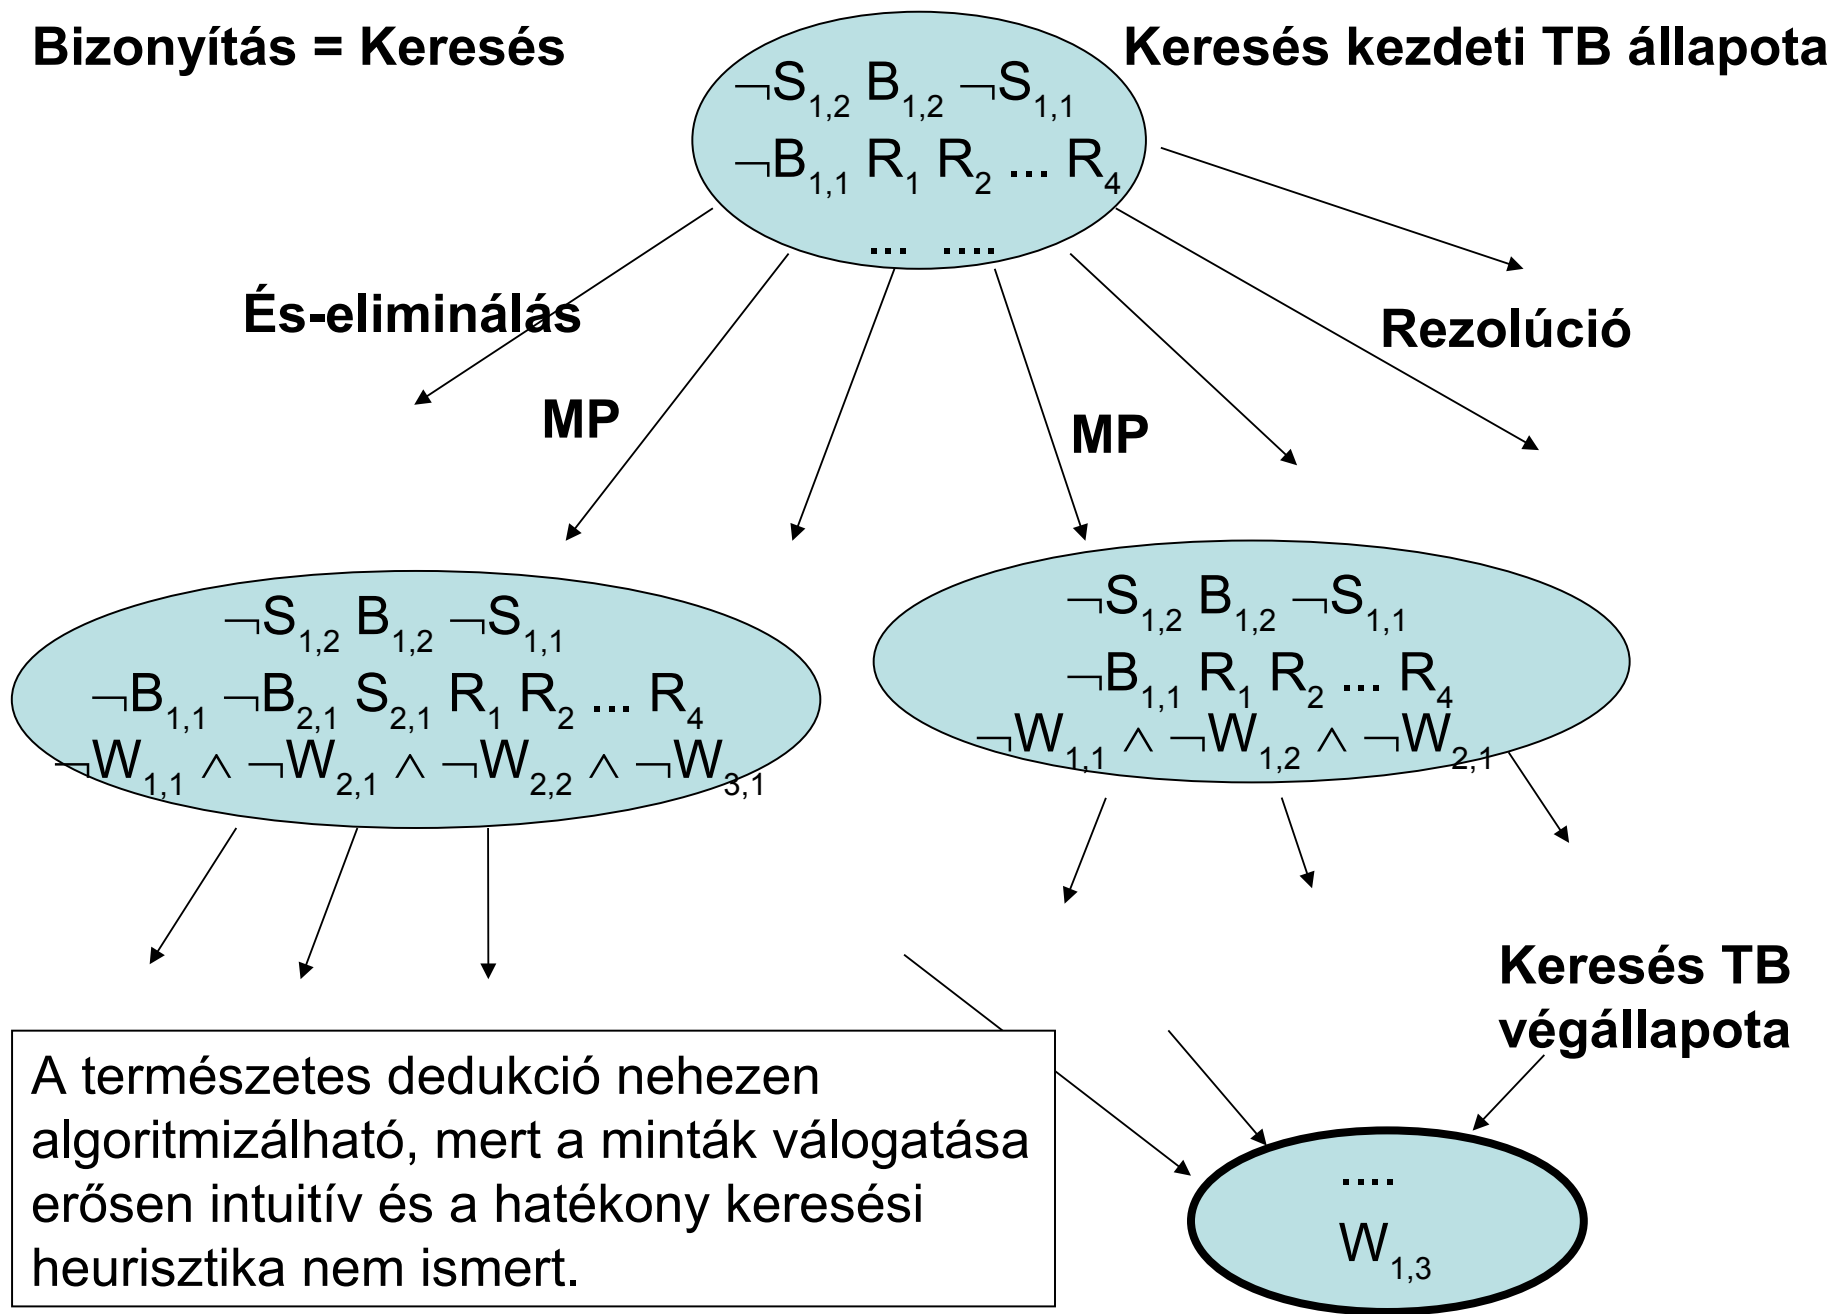 Bizonyítás = Keresés
Keresés kezdeti TB állapota
¬S1,2 B1,2 ¬S1,1
¬B1,1 R1 R2 ... R4
... ....
És-eliminálás
Rezolúció
MP
MP
¬S1,2 B1,2 ¬S1,1
¬B1,1 ¬B2,1 S2,1 R1 R2 ... R4
¬W1,1 ∧ ¬W2,1 ∧ ¬W2,2 ∧ ¬W3,1
¬S1,2 B1,2 ¬S1,1
¬B1,1 R1 R2 ... R4
¬W1,1 ∧ ¬W1,2 ∧ ¬W2,1
Keresés TB
végállapota
A természetes dedukció nehezen
algoritmizálható, mert a minták válogatása
erősen intuitív és a hatékony keresési
heurisztika nem ismert.
....
W1,3